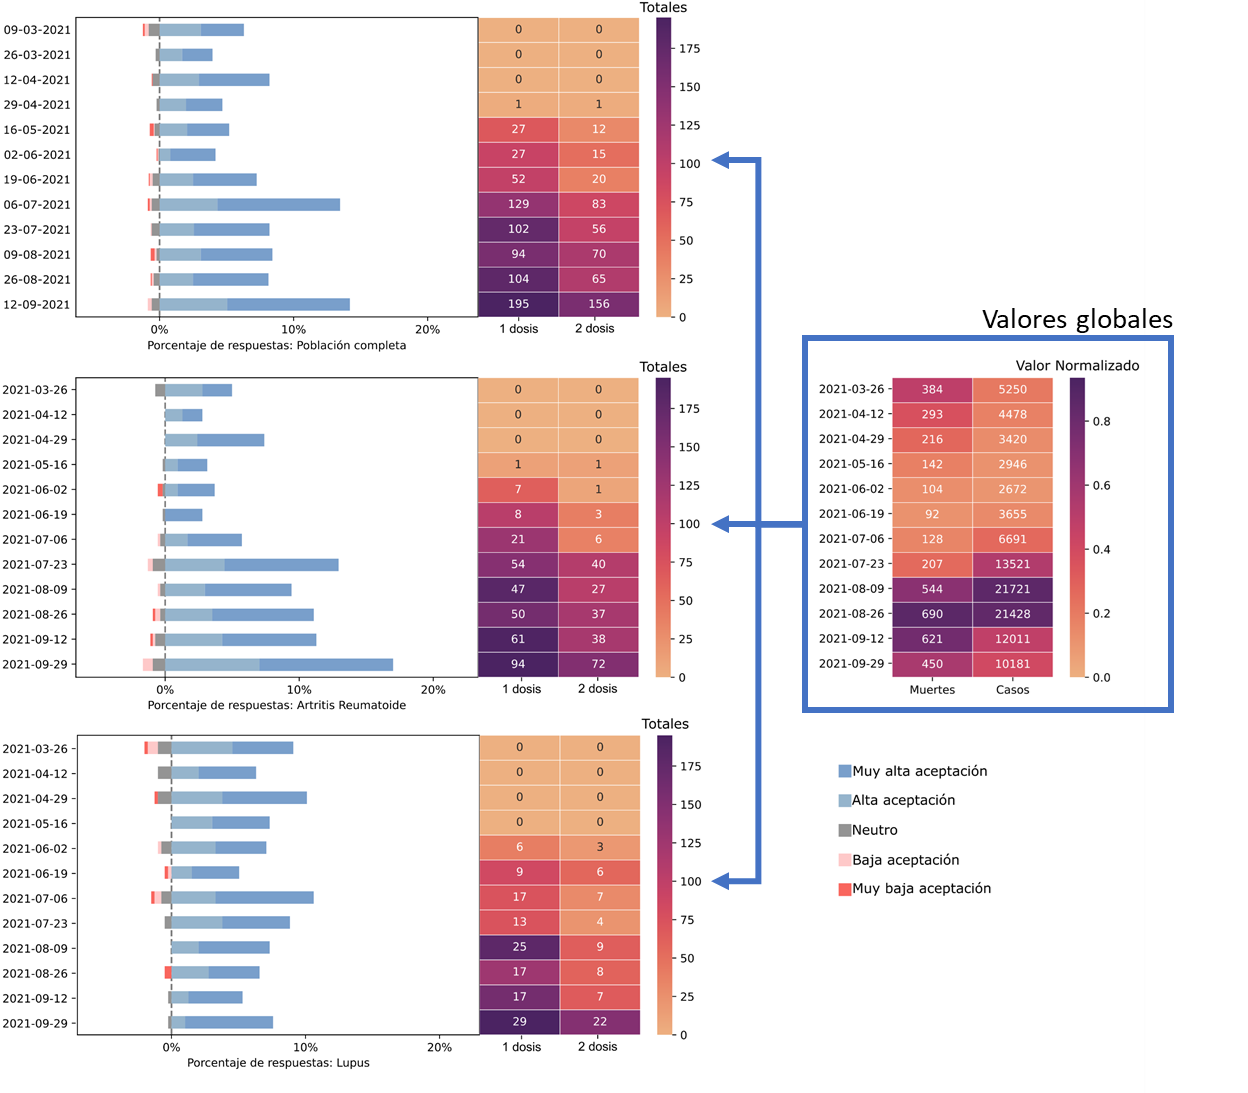 Totales
09-03-2021 0 0
26-03-2021 0 0
12-04-2021 0 0
29-04-2021 1 1
16-05-2021 27 12
02-06-2021 27 15
19-06-2021 52 20
06-07-2021 129 83
23-07-2021 102 56
09-08-2021 94 70
26-08-2021 104 65
12-09-2021 195 156
175
150
125
100
75
50
25
0
0% 10% 20% 1 dosis 2 dosis
Porcentaje de respuestas: Población completa
Totales
2021-03-26 0 0
2021-04-12 0 0
2021-04-29 0 0
2021-05-16 1 1
2021-06-02 7 1
2021-06-19 8 3
2021-07-06 21 6
2021-07-23 54 40
2021-08-09 47 27
2021-08-26 50 37
2021-09-12 61 38
2021-09-29 94 72
175
150
125
100
75
50
25
0
0% 10% 20% 1 dosis 2 dosis
Porcentaje de respuestas: Artritis Reumatoide
Totales
2021-03-26 0 0
2021-04-12 0 0
2021-04-29 0 0
2021-05-16 0 0
2021-06-02 6 3
2021-06-19 9 6
2021-07-06 17 7
2021-07-23 13 4
2021-08-09 25 9
2021-08-26 17 8
2021-09-12 17 7
2021-09-29 29 22
175
150
125
100
75
50
25
0
0% 10% 20% 1 dosis 2 dosis
Porcentaje de respuestas: Lupus
Valores globales
Valor Normalizado
2021-03-26 384 5250
2021-04-12 293 4478
2021-04-29 216 3420
2021-05-16 142 2946
2021-06-02 104 2672
2021-06-19 92 3655
2021-07-06 128 6691
2021-07-23 207 13521
2021-08-09 544 21721
2021-08-26 690 21428
2021-09-12 621 12011
2021-09-29 450 10181
0.8
0.6
0.4
0.2
0.0
Muertes Casos
Muy alta aceptación
Alta aceptación
Neutro
Baja aceptación
Muy baja aceptación